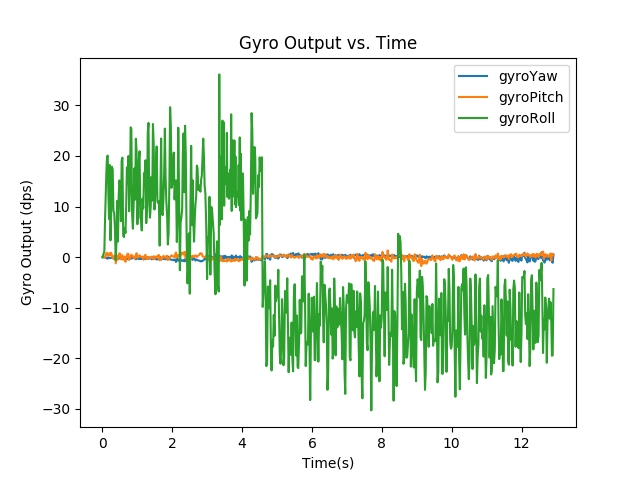 Gyro Output vs. Time
gyroYaw
gyroPitch
gyroRoll
Gyro Output (dps)
30
20
10
0
−10
−20
−30
0 2 4 6 8 10 12
Time(s)